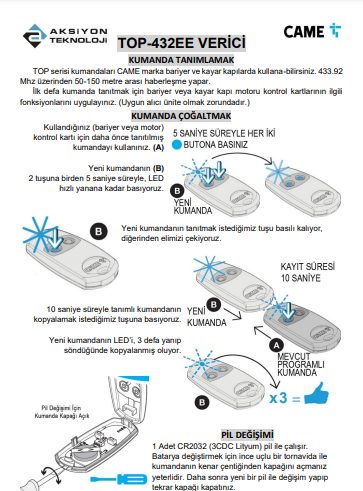 AKSİYON
TEKNOLOJİ
CAME
TOP-432EE VERİCİ
KUMANDA TANIMLAMAK
TOP serisi kumandaları CAME marka bariyer ve kayar kapılarda kullana-bilirsiniz. 433.92
Mhz üzerinden 50-150 metre arası haberleşme yapar.
İlk defa kumanda tanımak için bariyer veya kayar kapı motoru kontrol kartlarının ilgili
fonksiyonlarını uygulayınız. (Uygun alıcı ünite olmak zorundadır.)
KUMANDA ÇOĞALTMAK
Kullandığınız (bariyer veya motor)
kontrol kartı için daha önce tanıtılmış
kumandayı kullanınız. (A)
5 SANİYE SÜREYLE HER İKİ
BUTONA BASINIZ
Yeni kumandanın (B)
2 tuşuna birden 5 saniye süreyle, LED
hızlı yanana kadar basıyoruz.
B
YENİ
KUMANDA
B
Yeni kumandanın tanıtmak istediğimiz tuşu basılı kalıyor,
diğerinden elimizi çekiyoruz.
KAYIT SÜRESİ
10 SANİYE
10 saniye süreyle tanımlı kumandanın
kopyalamak istediğimiz tuşuna basıyoruz.
B
YENİ
KUMANDA
A
MEVCUT
PROGRAMLI
KUMANDA
Yeni kumandanın LED'i, 3 defa yanıp
söndüğünde kopyalanmış oluyor.
B
x3 =
Pil Değişimi İçin
Kumanda Kapağı Açık
PİL DEĞİŞİMİ
1 Adet CR2032 (3CDC Lityum) pil ile çalışır.
Batarya değiştirmek için ince uçlu bir tornavida ile
kumandanın kenar çentiğinden kapağını açmanız
yeterlidir. Daha sonra yeni bir pil ile değişim yapıp
tekrar kapağı kapatınız.